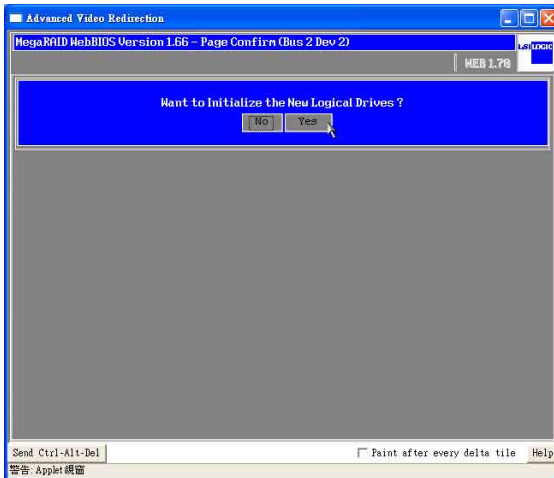 Advanced Video Redirection
MegaRAID WebBIOS Version 1.66 - Page Confirm (Bus 2 Dev 2)
LSI LOGIC
WEB 1.78
Want to Initialize the New Logical Drives ?
No Yes
Send Ctrl-Alt-Del
Paint after every delta tile
Help
警告: Applet 視窗